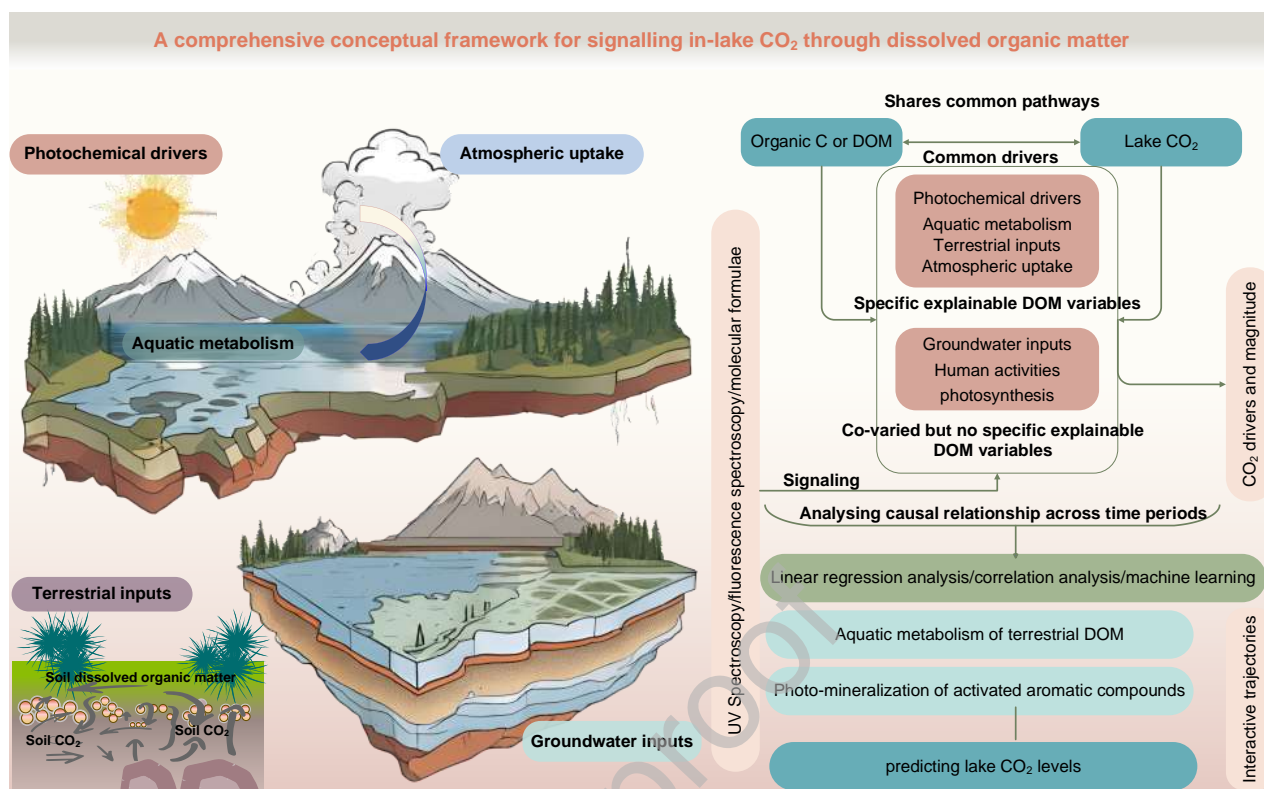 A comprehensive conceptual framework for signalling in-lake CO₂ through dissolved organic matter
Photochemical drivers
Atmospheric uptake
Aquatic metabolism
Terrestrial inputs
Soil dissolved organic matter
Soil CO₂
Soil CO₂
Groundwater inputs
Shares common pathways
Organic C or DOM
Lake CO₂
Common drivers
Photochemical drivers
Aquatic metabolism
Terrestrial inputs
Atmospheric uptake
Specific explainable DOM variables
Groundwater inputs
Human activities
photosynthesis
Co-varied but no specific explainable
DOM variables
Signaling
Analysing causal relationship across time periods
Linear regression analysis/correlation analysis/machine learning
Aquatic metabolism of terrestrial DOM
Photo-mineralization of activated aromatic compounds
predicting lake CO₂ levels
UV Spectroscopy/fluorescence spectroscopy/molecular formulae
CO₂ drivers and magnitude
Interactive trajectories
proof